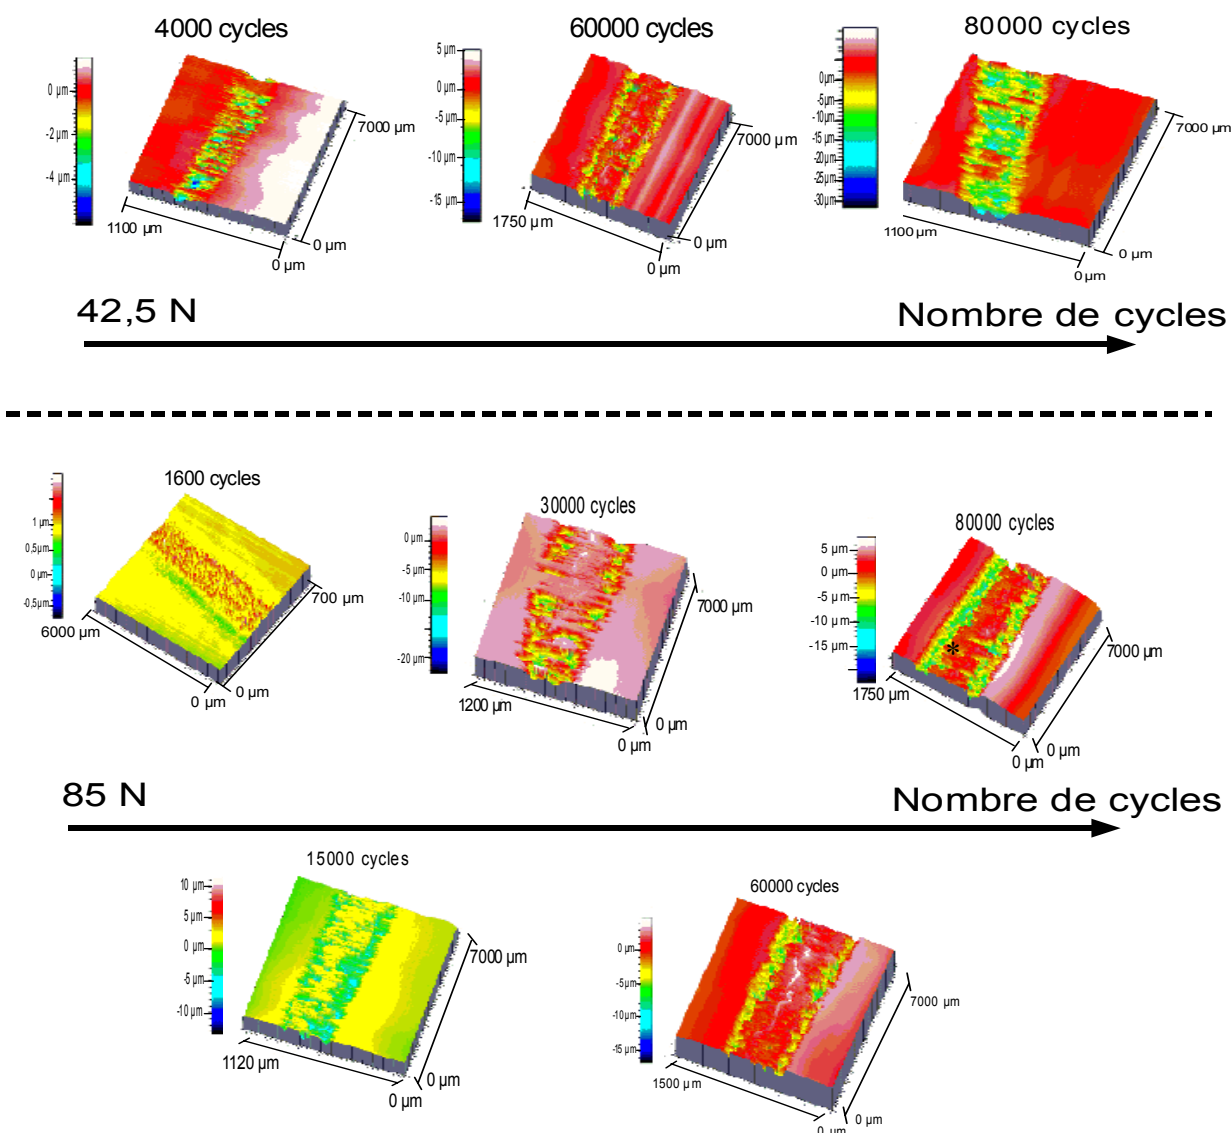 4000 cycles
60000 cycles
80000 cycles
0 µm
-2 µm
-4 µm
7000 µm
1100 µm
0 µm
0 µm
5 µm
0 µm
-5 µm
-10 µm
-15 µm
7000 µm
1750 µm
0 µm
0 µm
0µm
-5µm
-10µm
-15 µm
-20µm
-25µm
-30µm
7000 µm
1100 µm
0 µm
0 µm
42,5 N
Nombre de cycles
1600 cycles
30000 cycles
80000 cycles
1 µm
0,5µm
0 µm
-0,5µm
700 µm
6000 µm
0 µm
0 µm
0 µm
-5 µm
-10 µm
-20 µm
7000 µm
1200 µm
0 µm
0 µm
5 µm
0 µm
-5 µm
-10 µm
-15 µm
*
7000 µm
1750 µm
0 µm
0 µm
85 N
Nombre de cycles
15000 cycles
60000 cycles
10 µm
5 µm
0 µm
-5 µm
-10 µm
7000 µm
1120 µm
0 µm
0 µm
0 µm
-5 µm
-10 µm
-15 µm
7000 µm
1500 µm
0 µm
0 µm